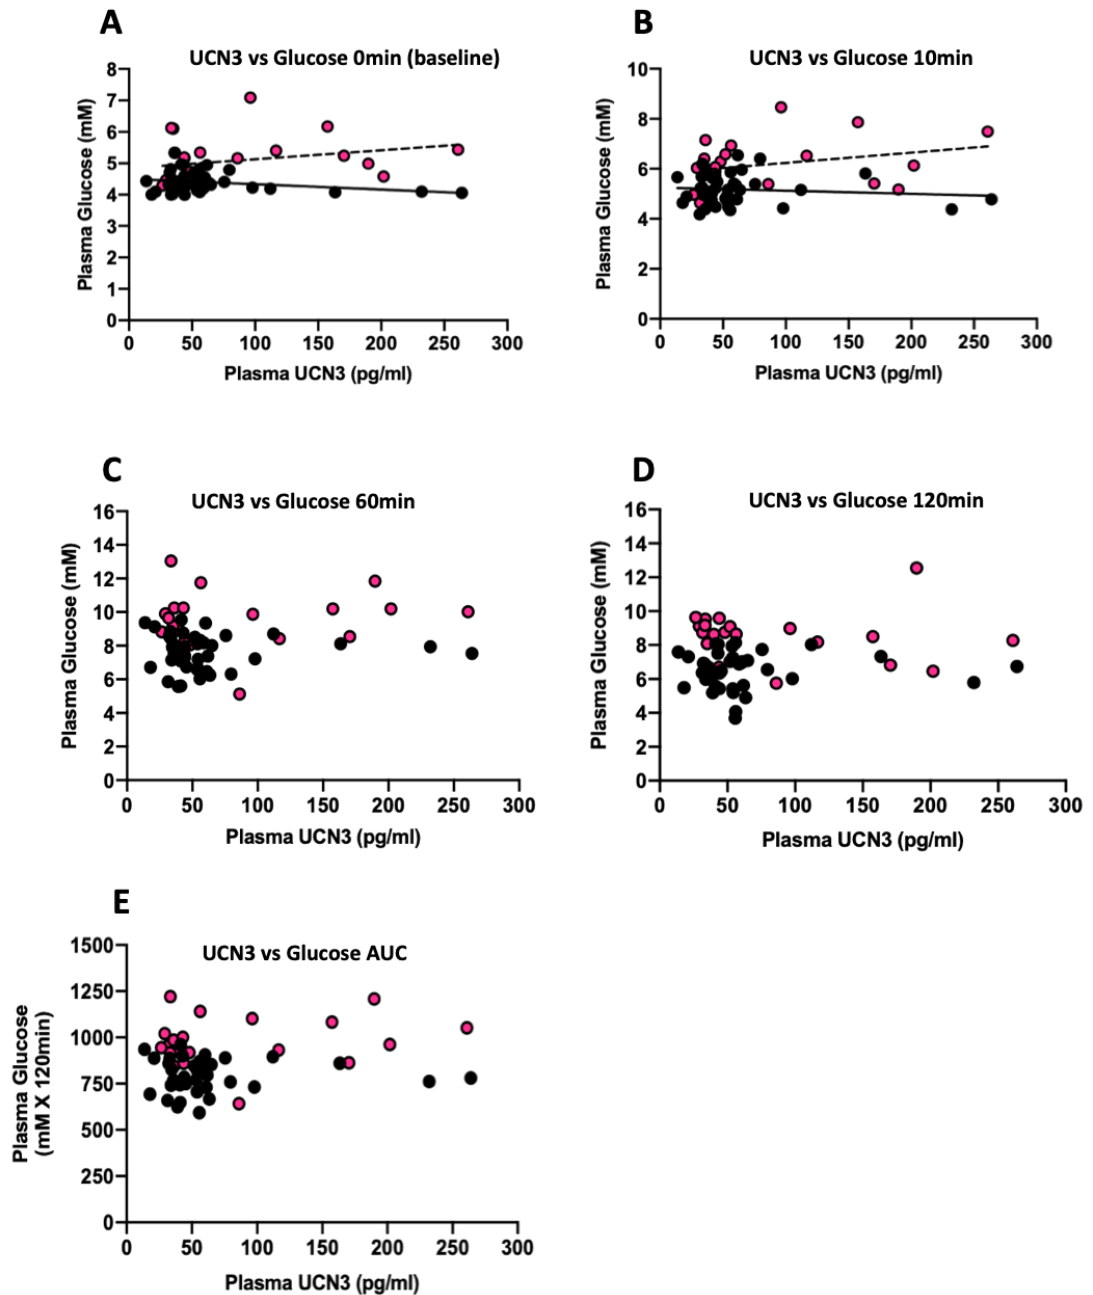 A
UCN3 vs Glucose 0min (baseline)
8
7
6
5
4
3
2
1
0
Plasma Glucose (mM)
0 50 100 150 200 250 300
Plasma UCN3 (pg/ml)
B
UCN3 vs Glucose 10min
10
8
6
4
2
0
Plasma Glucose (mM)
0 50 100 150 200 250 300
Plasma UCN3 (pg/ml)
C
UCN3 vs Glucose 60min
16
14
12
10
8
6
4
2
0
Plasma Glucose (mM)
0 50 100 150 200 250 300
Plasma UCN3 (pg/ml)
D
UCN3 vs Glucose 120min
16
14
12
10
8
6
4
2
0
Plasma Glucose (mM)
0 50 100 150 200 250 300
Plasma UCN3 (pg/ml)
E
UCN3 vs Glucose AUC
1500
1250
1000
750
500
250
0
Plasma Glucose
(mM X 120min)
0 50 100 150 200 250 300
Plasma UCN3 (pg/ml)